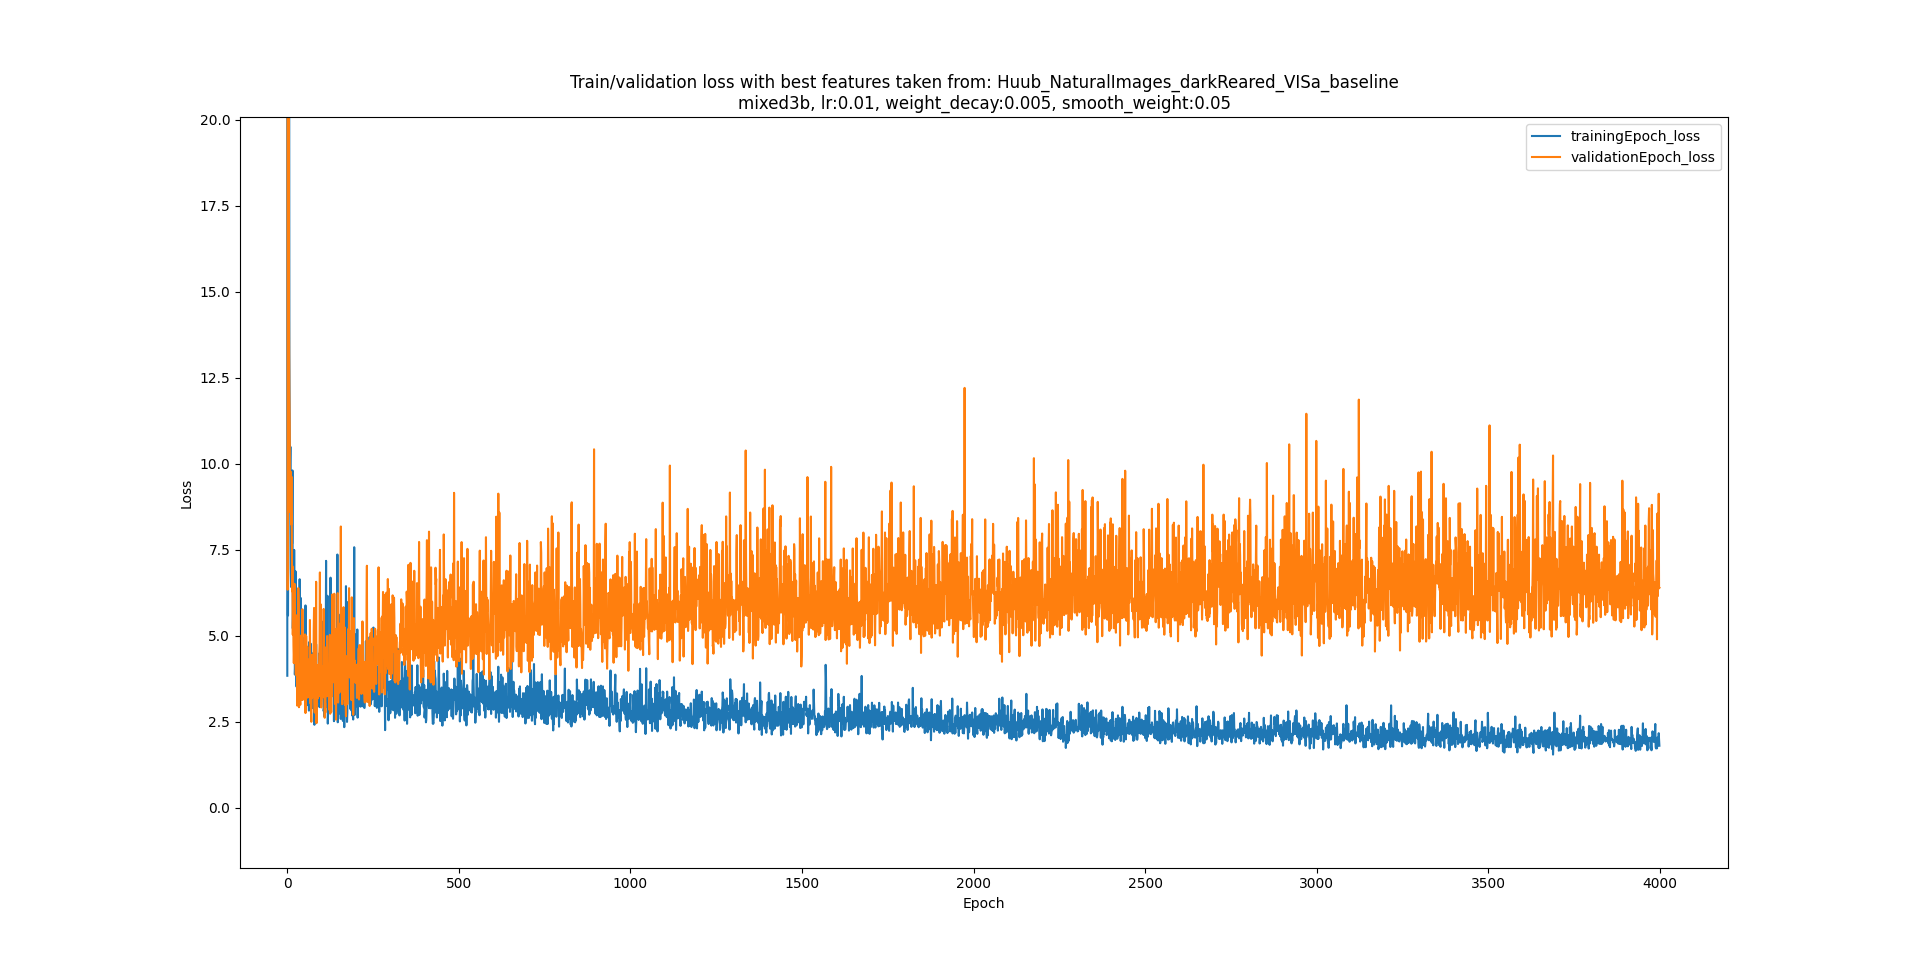 Train/validation loss with best features taken from: Huub_NaturalImages_darkReared_VISa_baseline
mixed3b, lr:0.01, weight_decay:0.005, smooth_weight:0.05
trainingEpoch_loss
validationEpoch_loss
20.0
17.5
15.0
12.5
10.0
7.5
5.0
2.5
0.0
Loss
0 500 1000 1500 2000 2500 3000 3500 4000
Epoch